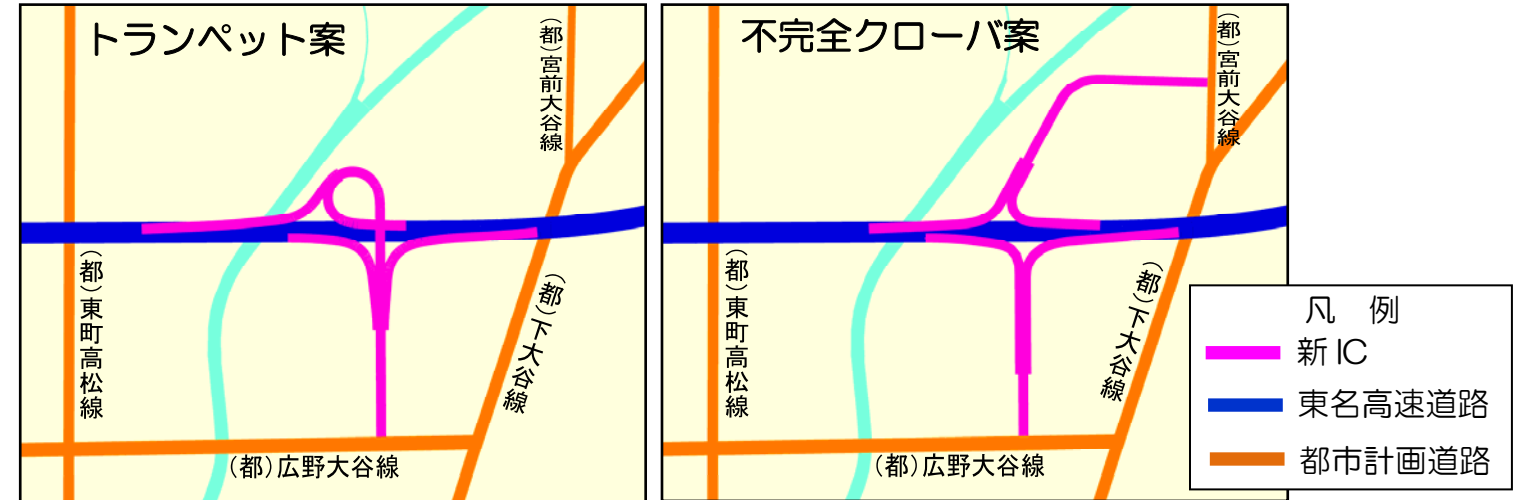 トランペット案
(都)宮前大谷線
(都)東町高松線
(都)下大谷線
(都)広野大谷線
不完全クローバ案
(都)宮前大谷線
(都)東町高松線
(都)下大谷線
(都)広野大谷線
凡 例
新IC
東名高速道路
都市計画道路